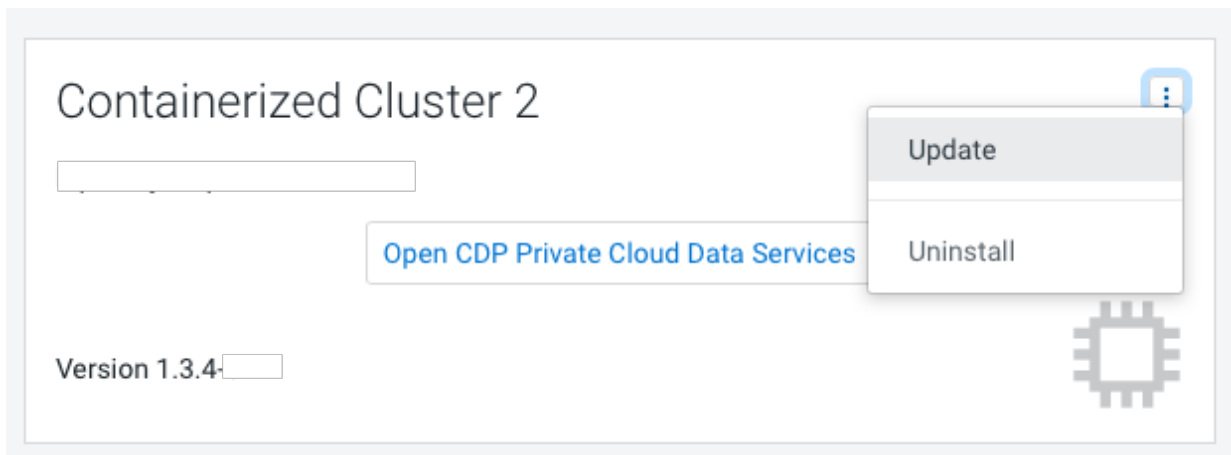 Containerized Cluster 2
Update
Open CDP Private Cloud Data Services
Uninstall
Version 1.3.4-